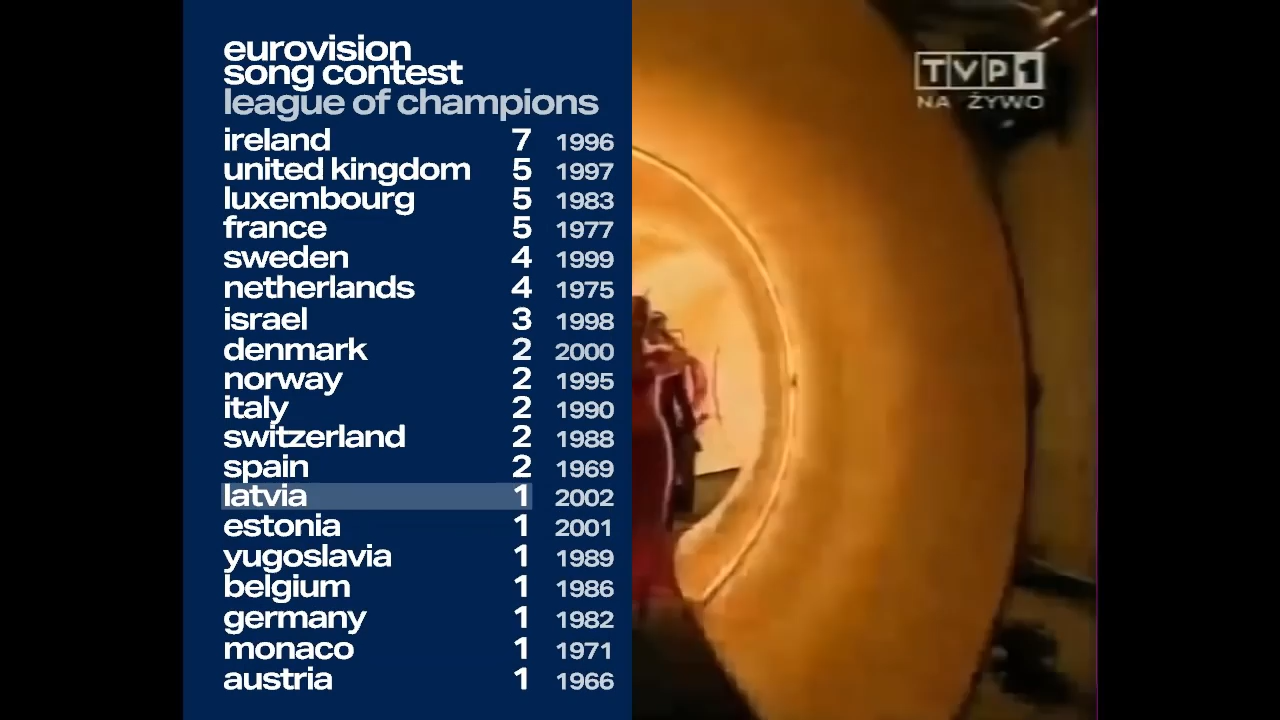 eurovision
song contest
league of champions
ireland 7 1996
united kingdom 5 1997
luxembourg 5 1983
france 5 1977
sweden 4 1999
netherlands 4 1975
israel 3 1998
denmark 2 2000
norway 2 1995
italy 2 1990
switzerland 2 1988
spain 2 1969
latvia 1 2002
estonia 1 2001
yugoslavia 1 1989
belgium 1 1986
germany 1 1982
monaco 1 1971
austria 1 1966
TVP1
NA ŻYWO